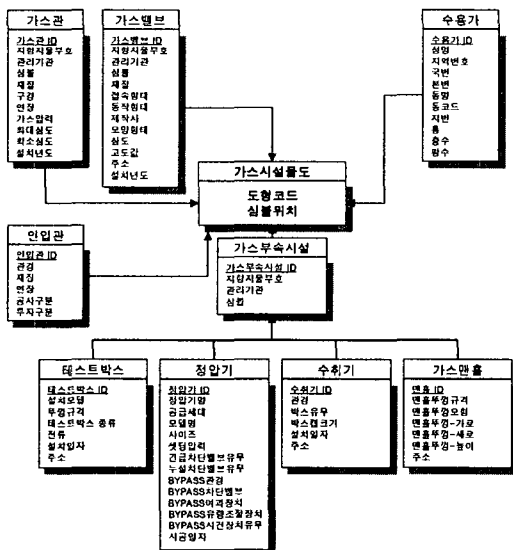 가스관
가스관 ID
지형지물부호
관리기관
심볼
재질
구경
연장
가스압력
최대심도
최소심도
설치년도
가스밸브
가스밸브 ID
지형지물부호
관리기관
심볼
재질
접속형태
동작형태
제작사
모양형태
심도
고도값
주소
설치년도
수용가
수용가 ID
성명
지역번호
국번
본번
동명
동코드
지번
통
층수
평수
가스시설물도
도형코드
심볼위치
인입관
인입관 ID
관경
재질
연장
공사구분
투자구분
가스부속시설
가스부속시설 ID
지형지물부호
관리기관
심볼
테스트박스
테스트박스 ID
설치모델
뚜껑규격
테스트박스 종류
전류
설치일자
주소
정압기
정압기 ID
정압기명
공급세대
모델명
사이즈
셋팅압력
긴급차단밸브유무
누설차단밸브유무
BYPASS관경
BYPASS차단밸브
BYPASS여과장치
BYPASS유량조절장치
BYPASS시건장치유무
시공일자
수취기
수취기 ID
관경
박스유무
박스캡크기
설치일자
주소
가스맨홀
맨홀 ID
맨홀뚜껑규격
맨홀뚜껑모형
맨홀뚜껑-가로
맨홀뚜껑-세로
맨홀뚜껑-높이
주소